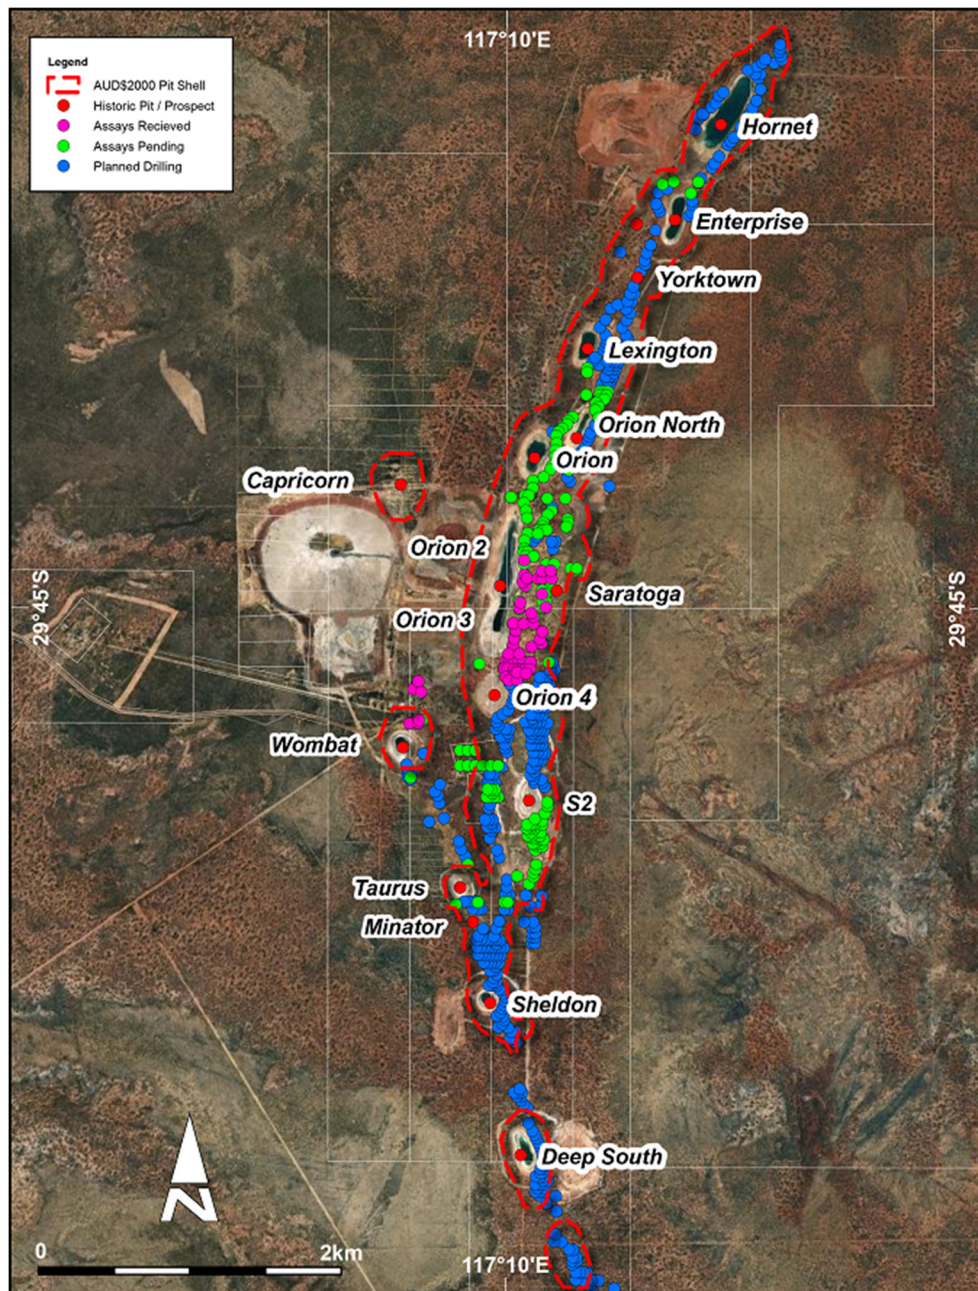 117°10'E
Legend
AUD$2000 Pit Shell
Historic Pit / Prospect
Assays Recieved
Assays Pending
Planned Drilling
Hornet
Enterprise
Yorktown
Lexington
Orion North
Orion
Capricorn
Orion 2
29°45'S
Saratoga
29°45'S
Orion 3
Orion 4
Wombat
S2
Taurus
Minator
Sheldon
Deep South
N
0 2km
117°10'E